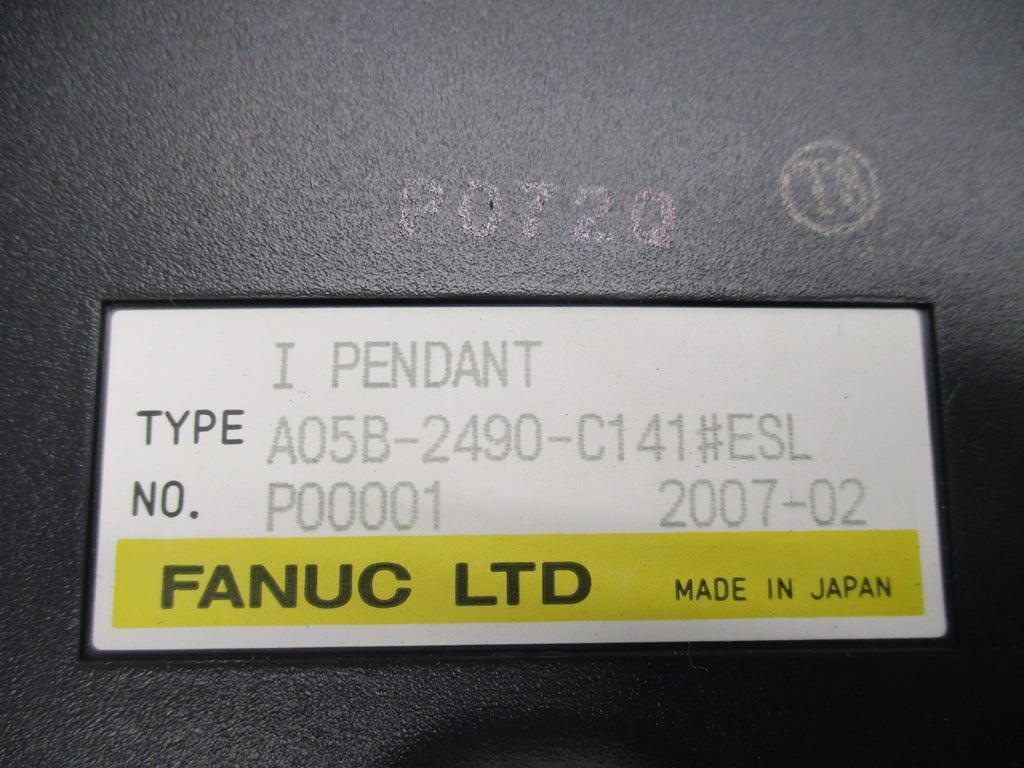 P072Q
I PENDANT
TYPE A05B-2490-C141#ESL
NO. P00001 2007-02
FANUC LTD MADE IN JAPAN